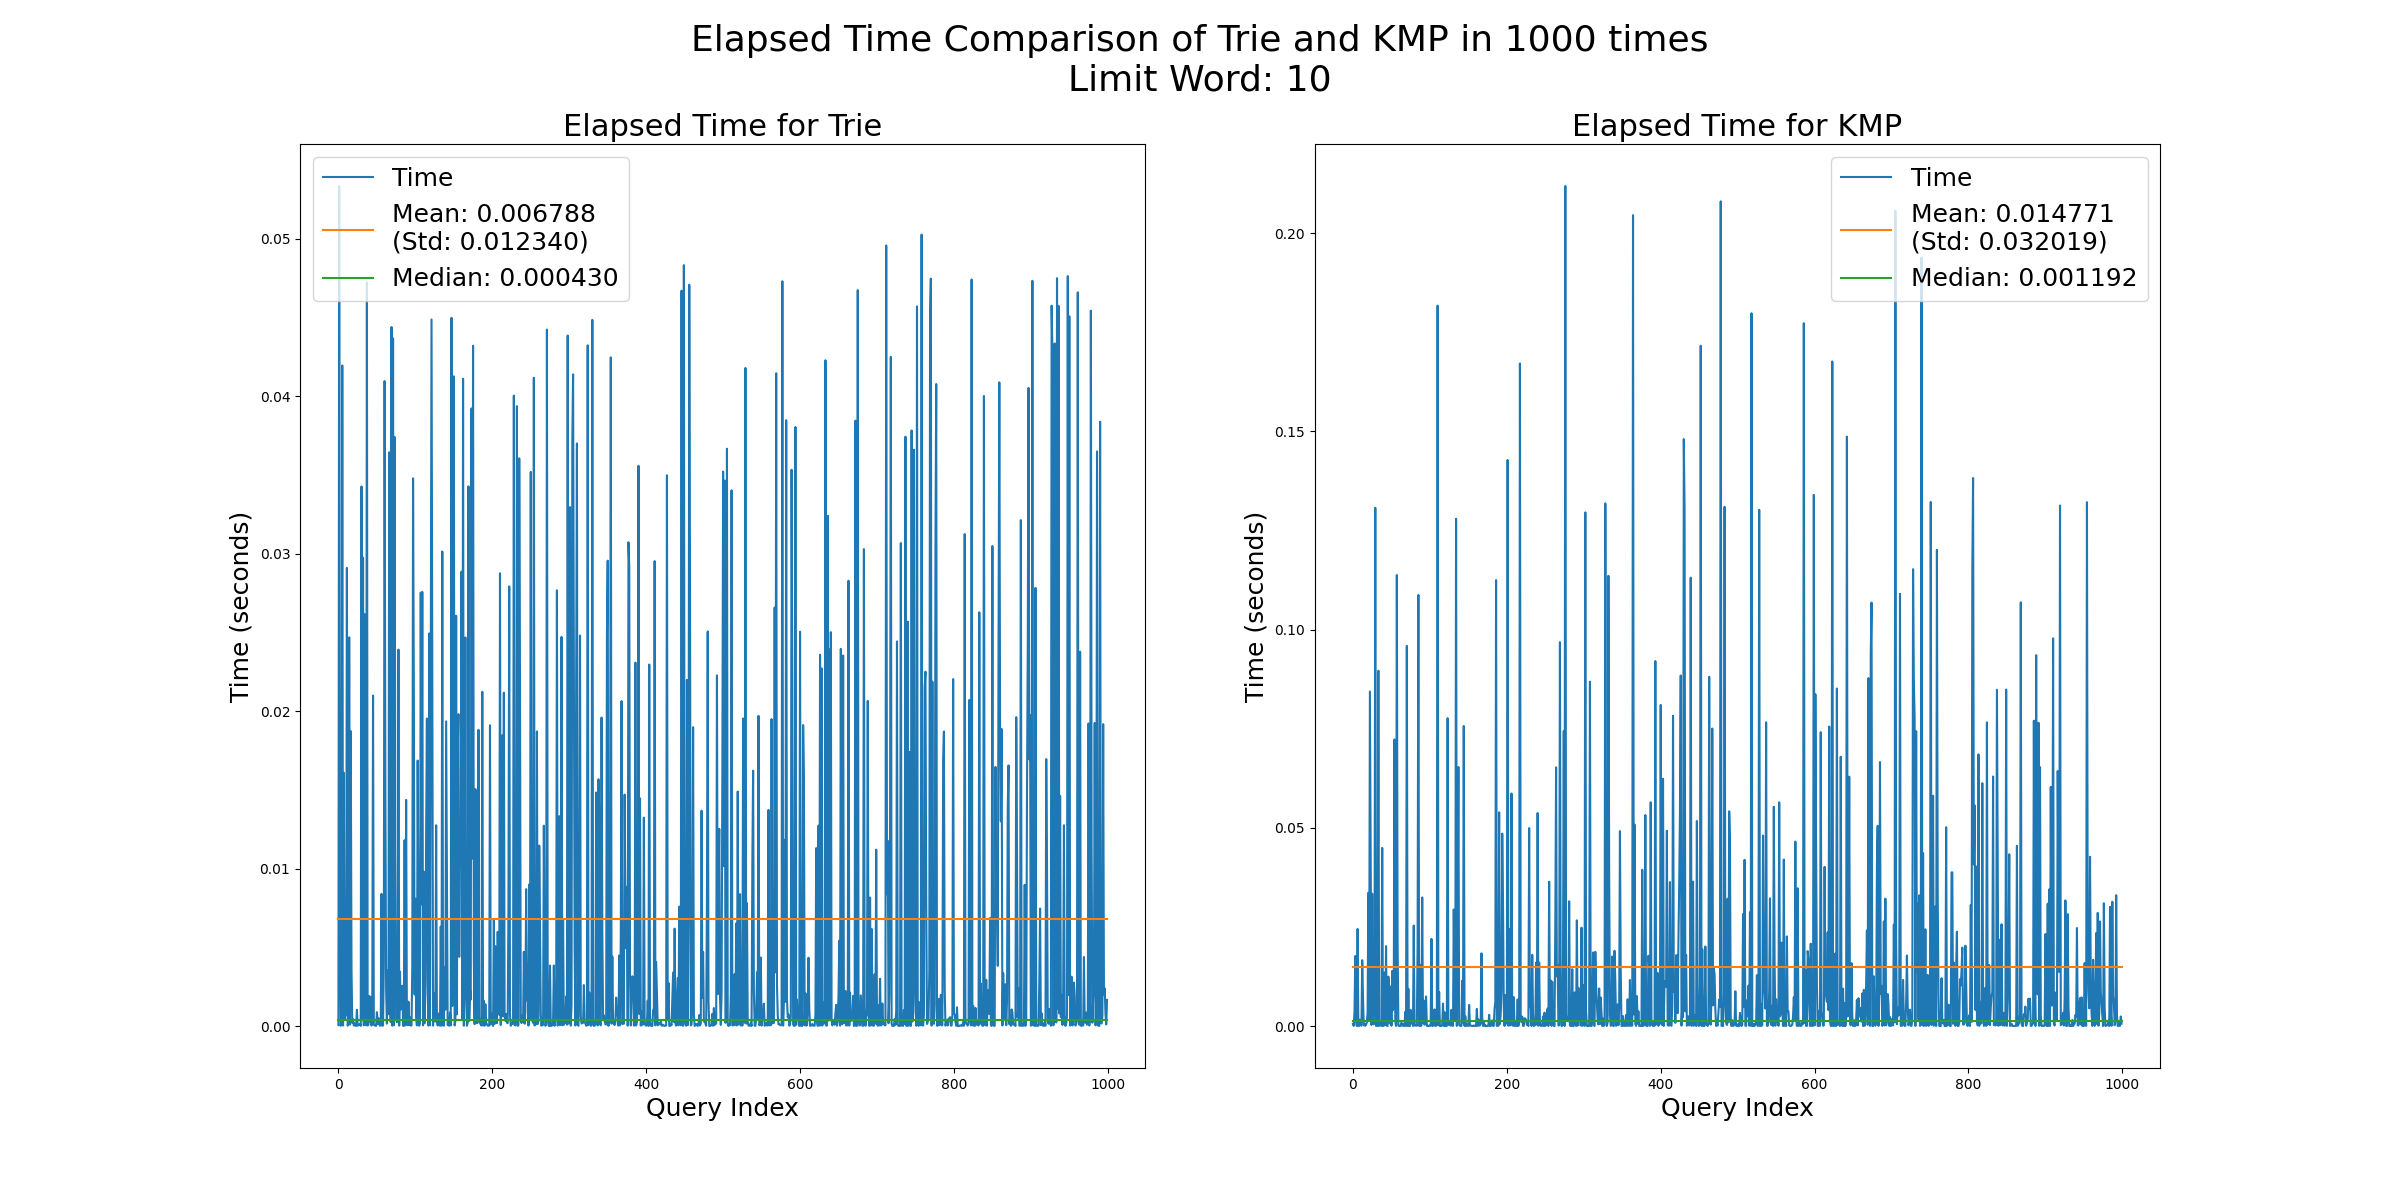 Elapsed Time Comparison of Trie and KMP in 1000 times
Limit Word: 10
Elapsed Time for Trie
Time
Mean: 0.006788
(Std: 0.012340)
Median: 0.000430
0.05
0.04
0.03
0.02
0.01
0.00
Time (seconds)
0
200
400
600
800
1000
Query Index
Elapsed Time for KMP
Time
Mean: 0.014771
(Std: 0.032019)
Median: 0.001192
0.20
0.15
0.10
0.05
0.00
Time (seconds)
0
200
400
600
800
1000
Query Index